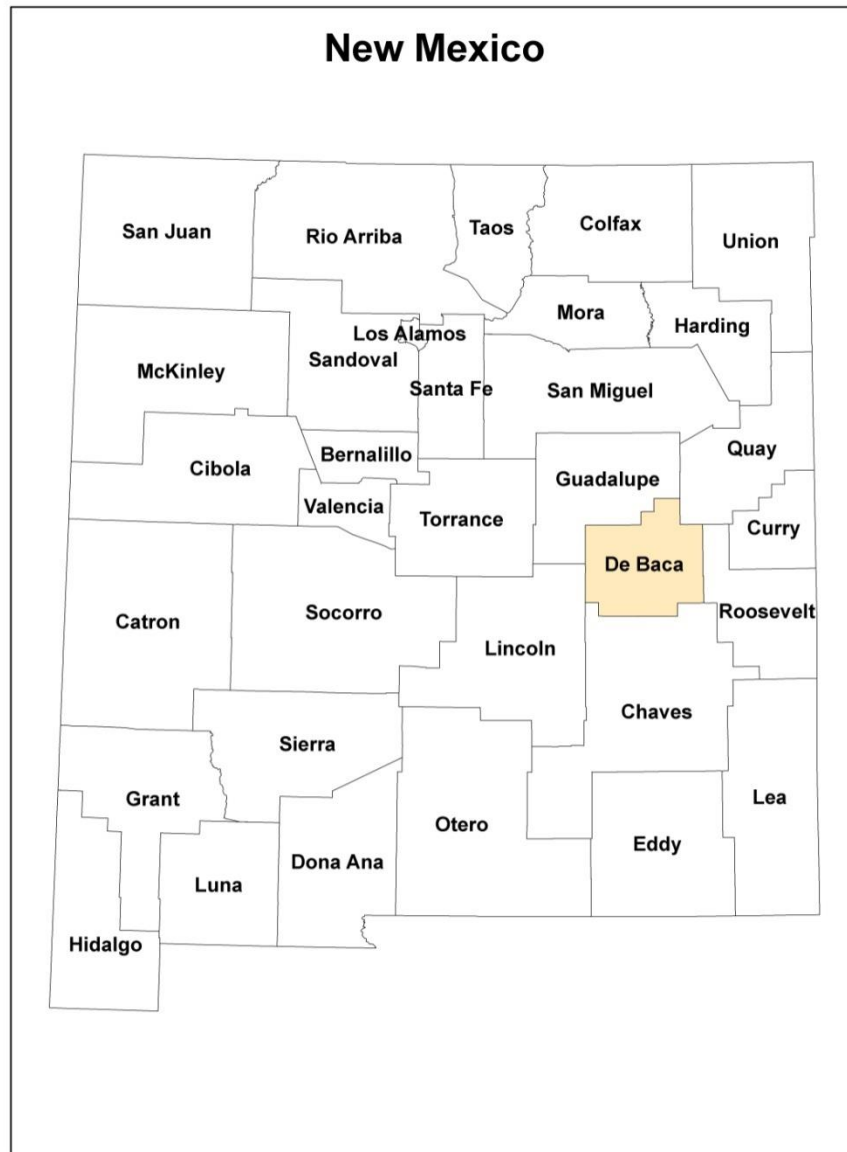 New Mexico
San Juan
Rio Arriba
Taos
Colfax
Union
Mora
Harding
Los Alamos
Sandoval
McKinley
Santa Fe
San Miguel
Quay
Bernalillo
Cibola
Guadalupe
Valencia
Torrance
Curry
De Baca
Roosevelt
Socorro
Catron
Lincoln
Chaves
Sierra
Grant
Lea
Otero
Eddy
Dona Ana
Luna
Hidalgo